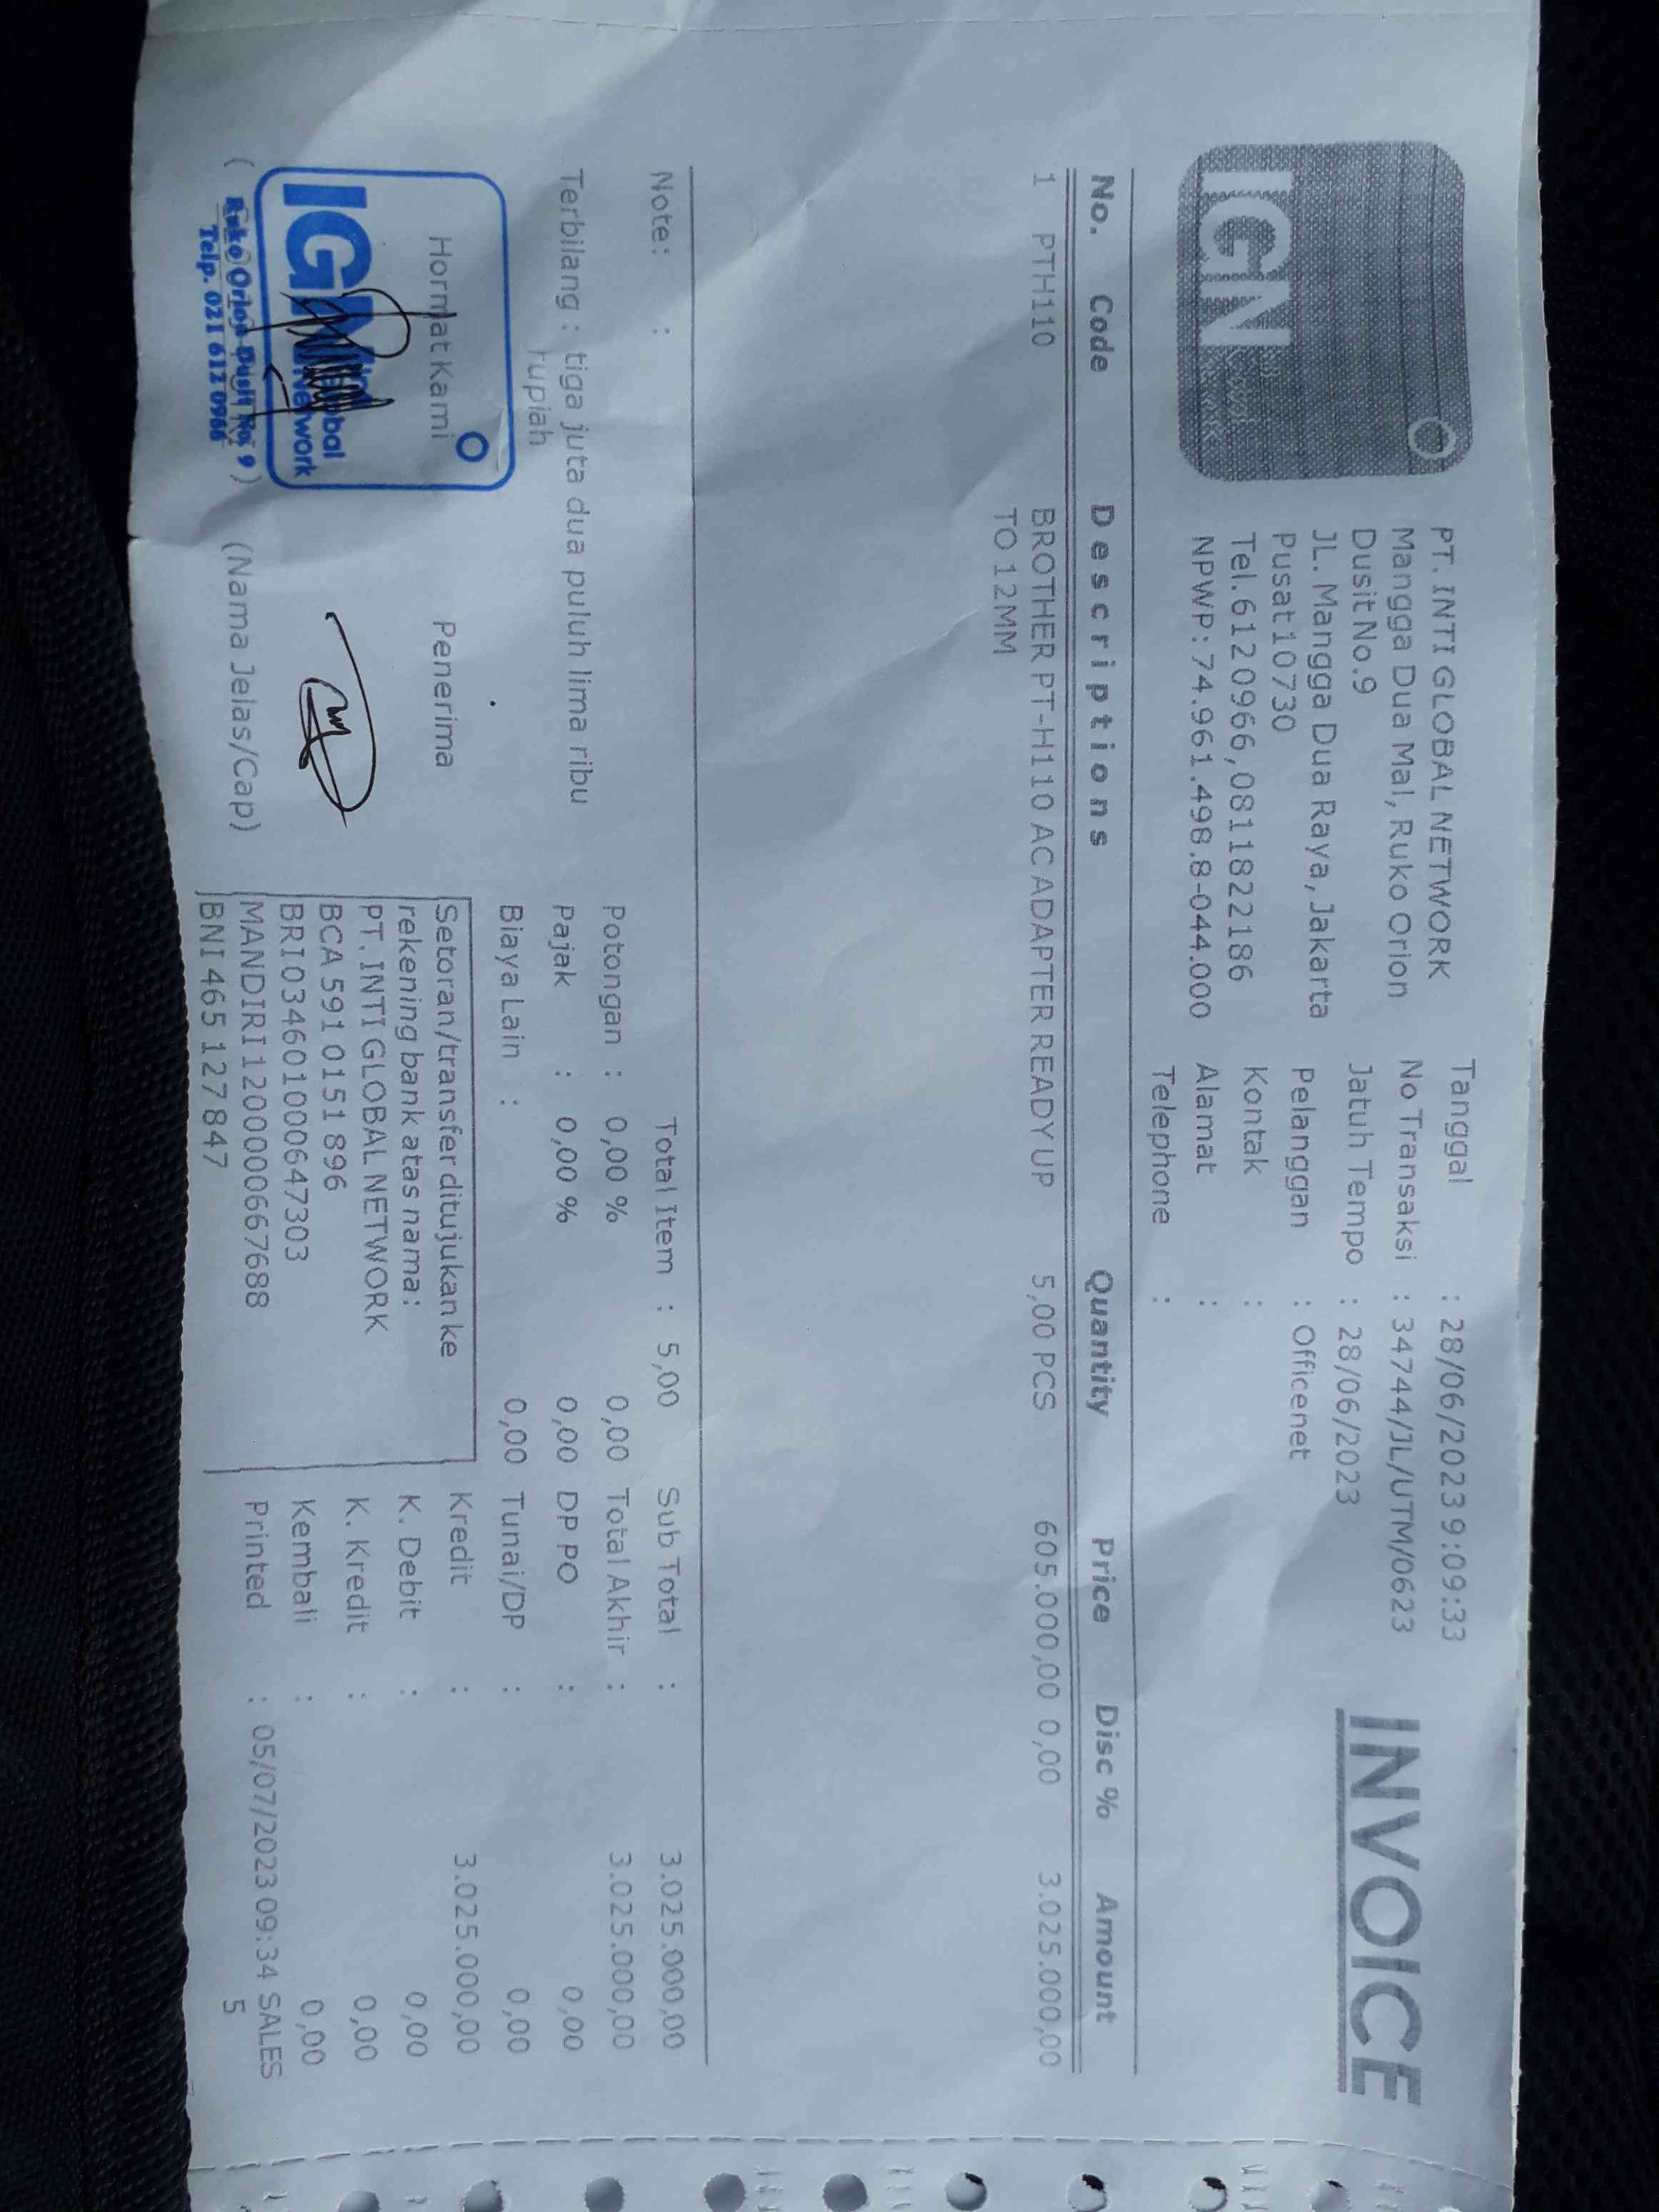 IGN
PT. INTI GLOBAL NETWORK
Mangga Dua Mal, Ruko Orion
Dusit No.9
JL. Mangga Dua Raya, Jakarta
Pusat 10730
Tel. 6120966, 08118822186
NPWP: 74.961.498.8-044.000
Tanggal : 28/06/2023 9:09:33
No Transaksi : 34744/JL/UTM/0623
Jatuh Tempo : 28/06/2023
Pelanggan : Officenet
Kontak :
Alamat :
Telephone :
INVOICE
No. Code Descriptions Quantity Price Disc % Amount
1 PTH110 BROTHER PT-H110 AC ADAPTER READY UP 5,00 PCS 605.000,00 0,00 3.025.000,00
TO 12MM
Note: :
Terbilang : tiga juta dua puluh lima ribu
rupiah
Total Item : 5,00
Potongan : 0,00 % 0,00
Pajak : 0,00 % 0,00
Biaya Lain : 0,00
Sub Total : 3.025.000,00
Total Akhir : 3.025.000,00
DP PO : 0,00
Tunai/DP : 0,00
Kredit : 3.025.000,00
K. Debit : 0,00
K. Kredit : 0,00
Kembali : 0,00
Printed : 05/07/2023 09:34 SALES
5
Hormat Kami
Penerima
(Nama Jelas/Cap)
Setoran/transfer ditujukan ke
rekening bank atas nama:
PT. INTI GLOBAL NETWORK
BCA 591 0151 896
BRI 034601000647303
MANDIRI 1200000667688
BNI 465 127 847
IGN
Network
Ruko Orion Dusit No. 9
Telp. 021 612 0966